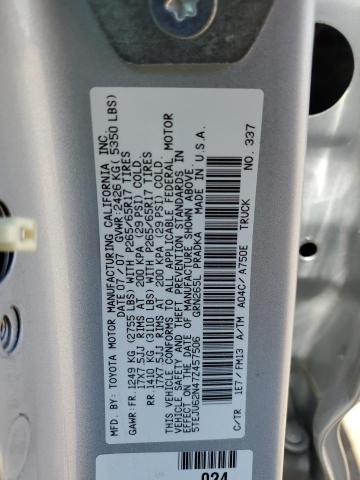 MFD. BY: TOYOTA MOTOR MANUFACTURING CALIFORNIA INC.
DATE: 07/07 GVWR: 2426 KG ( 5350 LBS)
GAWR: FR. 1249 KG (2755 LBS) WITH P265/65R17 TIRES
17X7.5JJ RIMS AT 200 KPA (29 PSI) COLD.
RR. 1410 KG (3110 LBS) WITH P265/65R17 TIRES
17X7.5JJ RIMS AT 200 KPA (29 PSI) COLD.
THIS VEHICLE CONFORMS TO ALL APPLICABLE FEDERAL MOTOR
VEHICLE SAFETY AND THEFT PREVENTION STANDARDS IN
EFFECT ON THE DATE OF MANUFACTURE SHOWN ABOVE.
5TEJU62N47Z457506 GRN265L PRADKA U.S.A.
TRUCK
C/TR 1E7/FM13 A/TM A04C/A750E NO. 337
024